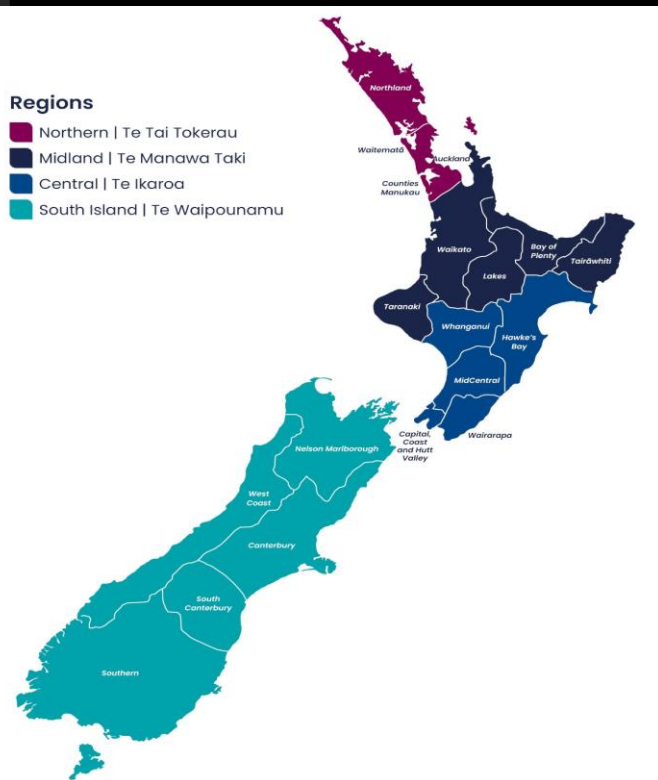 Regions
Northern | Te Tai Tokerau
Midland | Te Manawa Taki
Central | Te Ikaroa
South Island | Te Waipounamu
Northland
Waitematā
Auckland
Counties
Manukau
Waikato
Bay of
Plenty
Tairāwhiti
Lakes
Taranaki
Whanganui
Hawke's
Bay
MidCentral
Capital,
Coast
and Hutt
Valley
Wairarapa
Nelson Marlborough
West
Coast
Canterbury
South
Canterbury
Southern